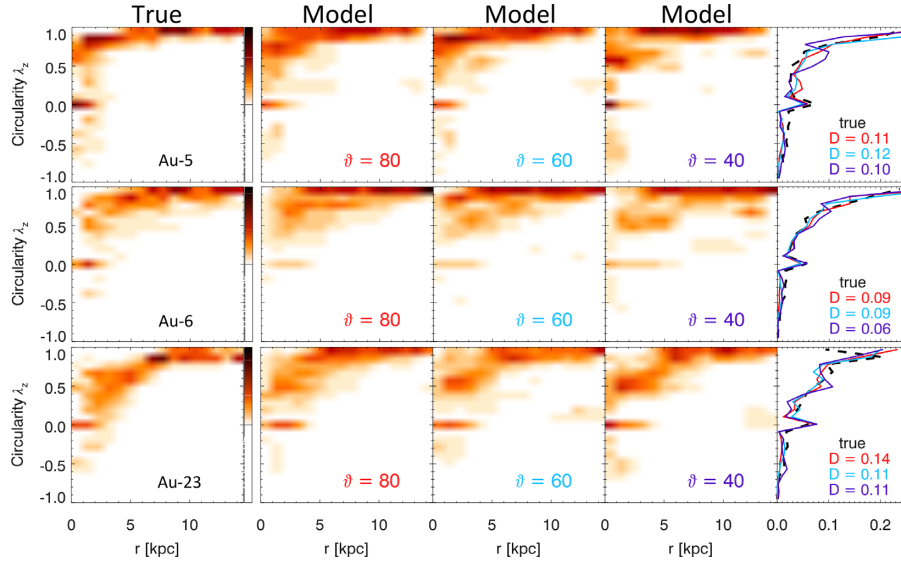 True Model Model Model
1.0
0.5
0.0
-0.5
-1.0
Circularity λz
Au-5
ϑ = 80
ϑ = 60
ϑ = 40
true
D = 0.11
D = 0.12
D = 0.10
1.0
0.5
0.0
-0.5
-1.0
Circularity λz
Au-6
ϑ = 80
ϑ = 60
ϑ = 40
true
D = 0.09
D = 0.09
D = 0.06
1.0
0.5
0.0
-0.5
-1.0
Circularity λz
Au-23
ϑ = 80
ϑ = 60
ϑ = 40
true
D = 0.14
D = 0.11
D = 0.11
0 5 10 15 0 5 10 0 5 10 0 5 10 0.0 0.1 0.2
r [kpc] r [kpc] r [kpc] r [kpc]